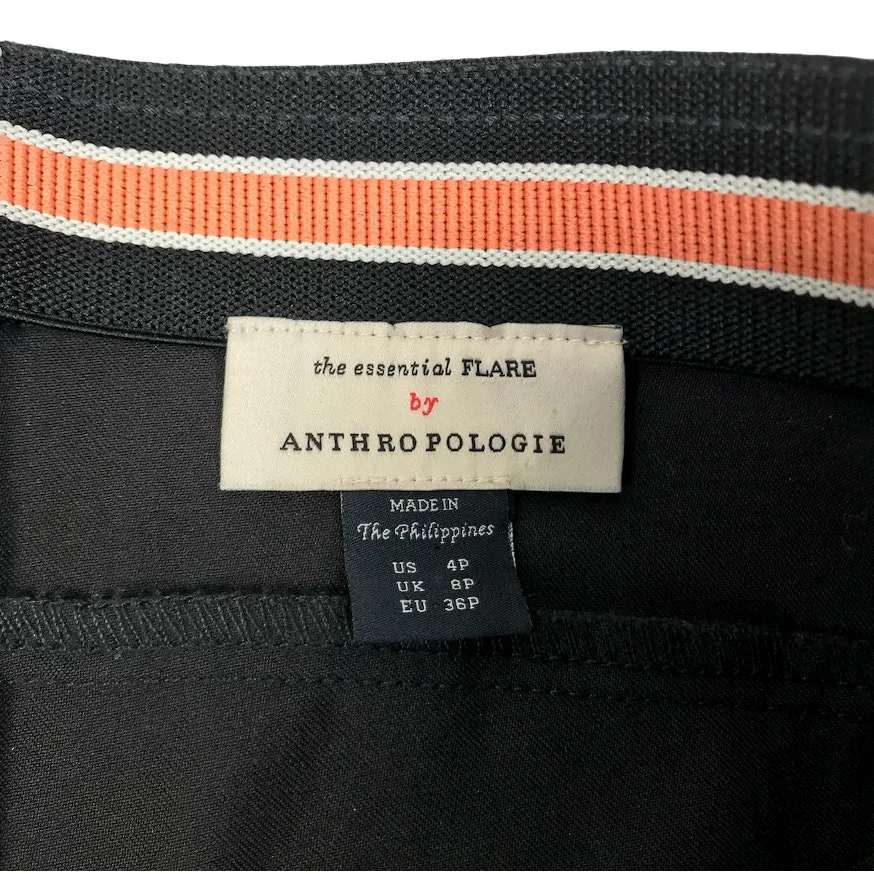 the essential FLARE
by
ANTHROPOLOGIE
MADE IN
The Philippines
US 4P
UK 8P
EU 36P